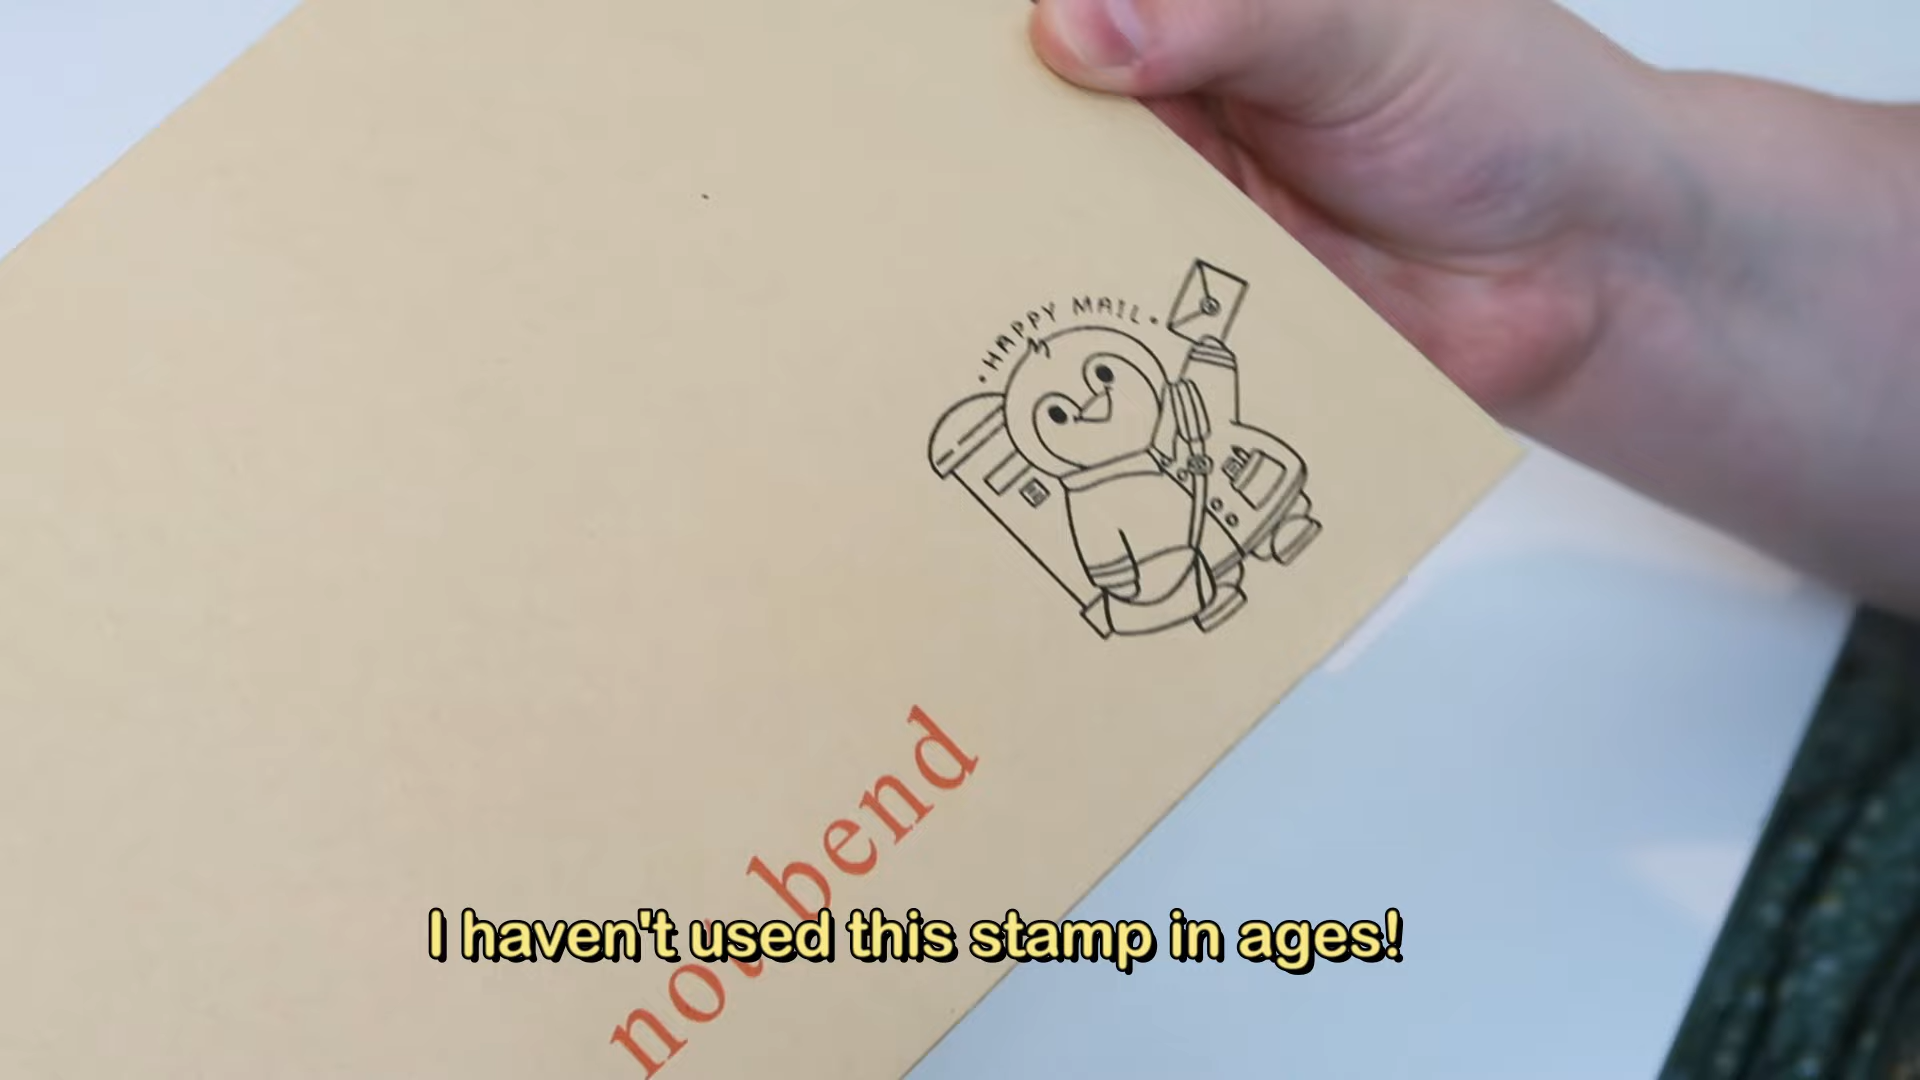 • HAPPY MAIL •
not bend
I haven't used this stamp in ages!